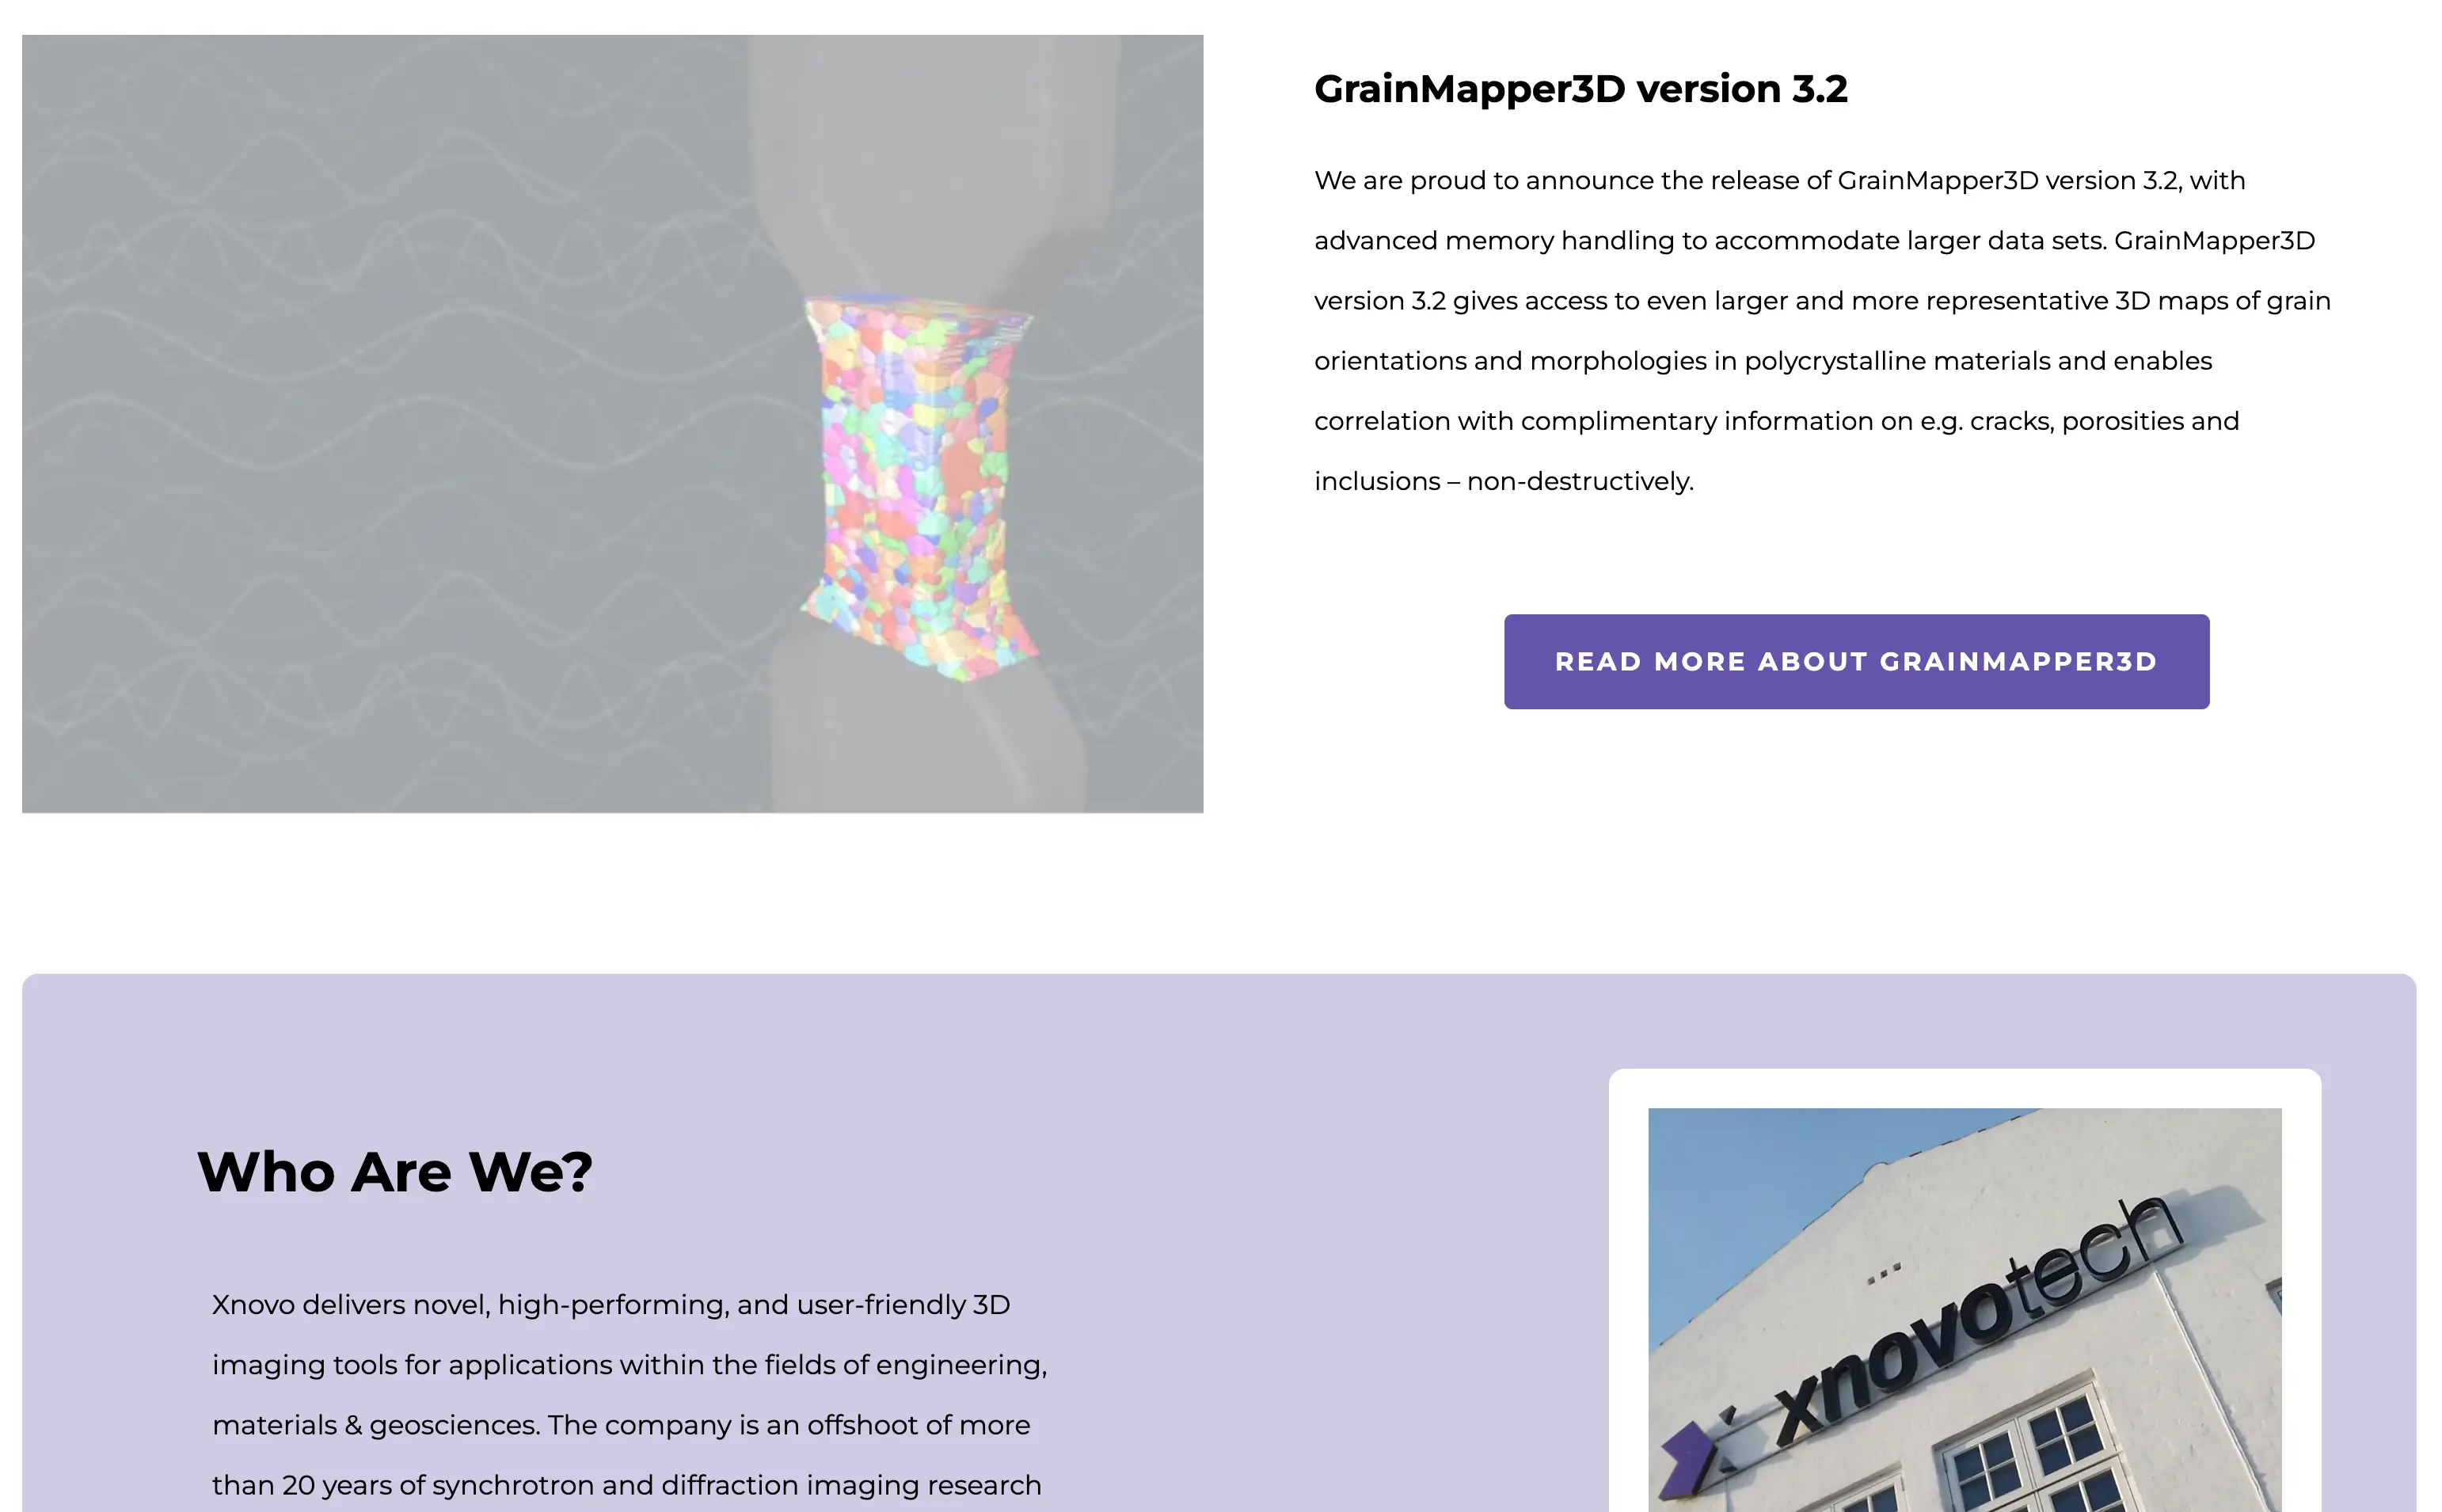 GrainMapper3D version 3.2
We are proud to announce the release of GrainMapper3D version 3.2, with
advanced memory handling to accommodate larger data sets. GrainMapper3D
version 3.2 gives access to even larger and more representative 3D maps of grain
orientations and morphologies in polycrystalline materials and enables
correlation with complimentary information on e.g. cracks, porosities and
inclusions – non-destructively.
READ MORE ABOUT GRAINMAPPER3D
Who Are We?
Xnovo delivers novel, high-performing, and user-friendly 3D
imaging tools for applications within the fields of engineering,
materials & geosciences. The company is an offshoot of more
than 20 years of synchrotron and diffraction imaging research
xnovotech